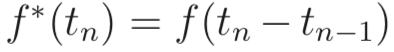 f*(tₙ) = f(tₙ − tₙ₋₁)